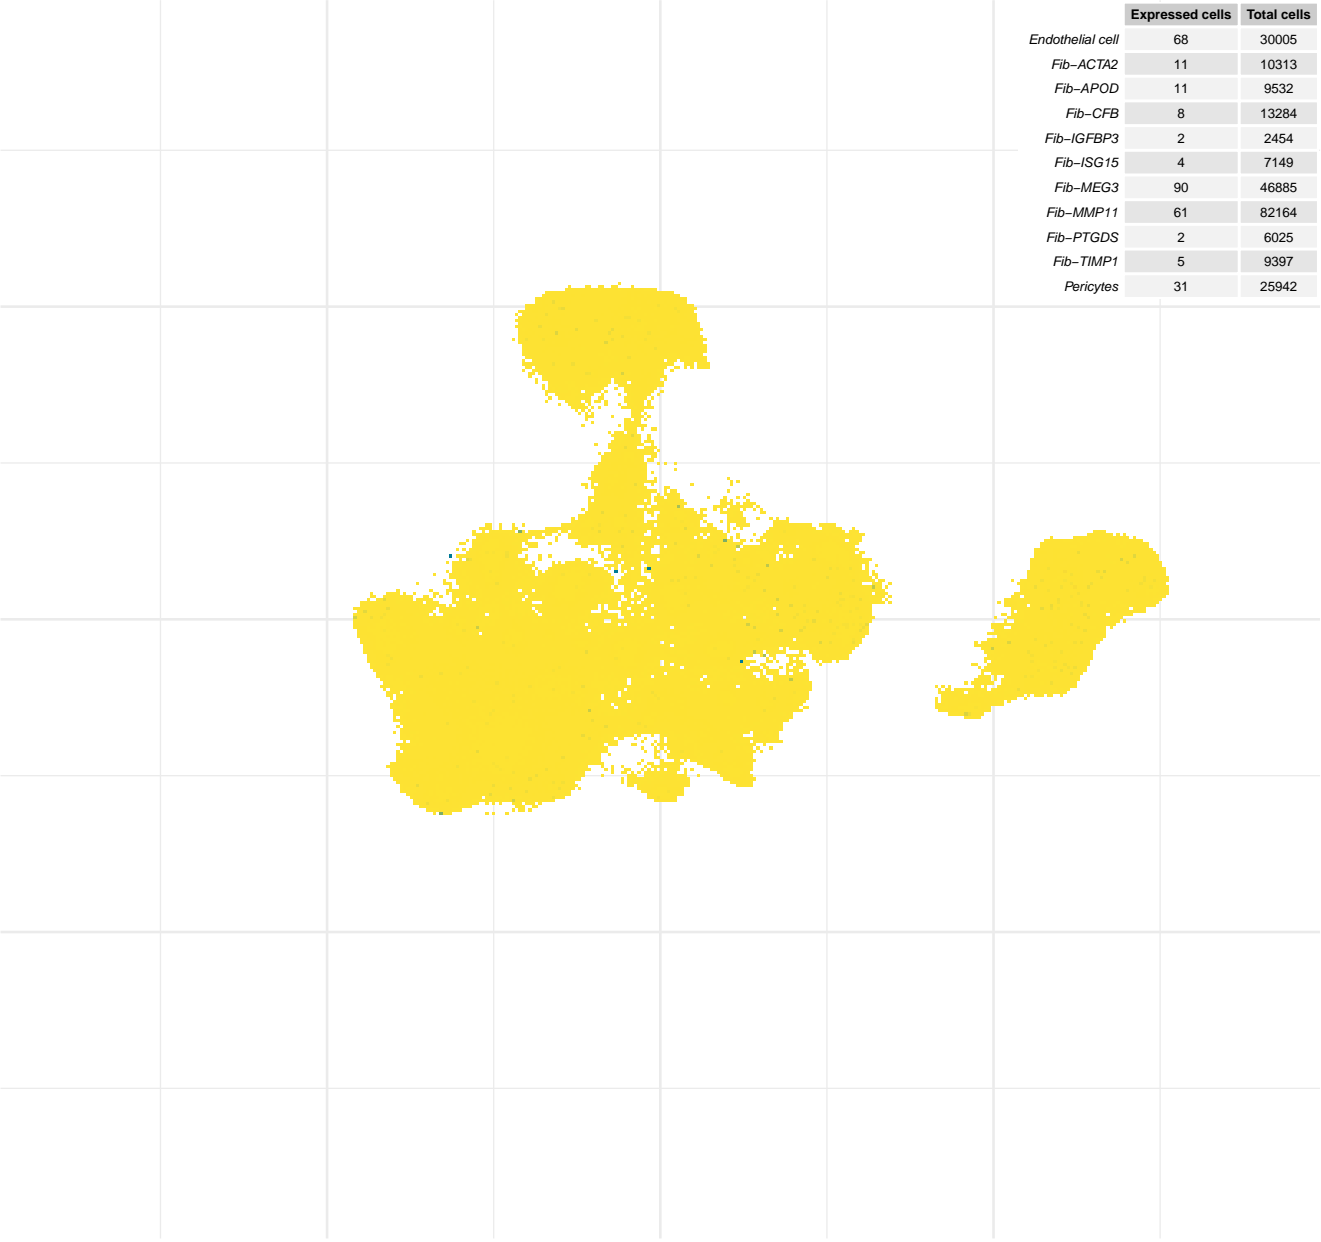 Expressed cells Total cells
Endothelial cell 68 30005
Fib−ACTA2 11 10313
Fib−APOD 11 9532
Fib−CFB 8 13284
Fib−IGFBP3 2 2454
Fib−ISG15 4 7149
Fib−MEG3 90 46885
Fib−MMP11 61 82164
Fib−PTGDS 2 6025
Fib−TIMP1 5 9397
Pericytes 31 25942